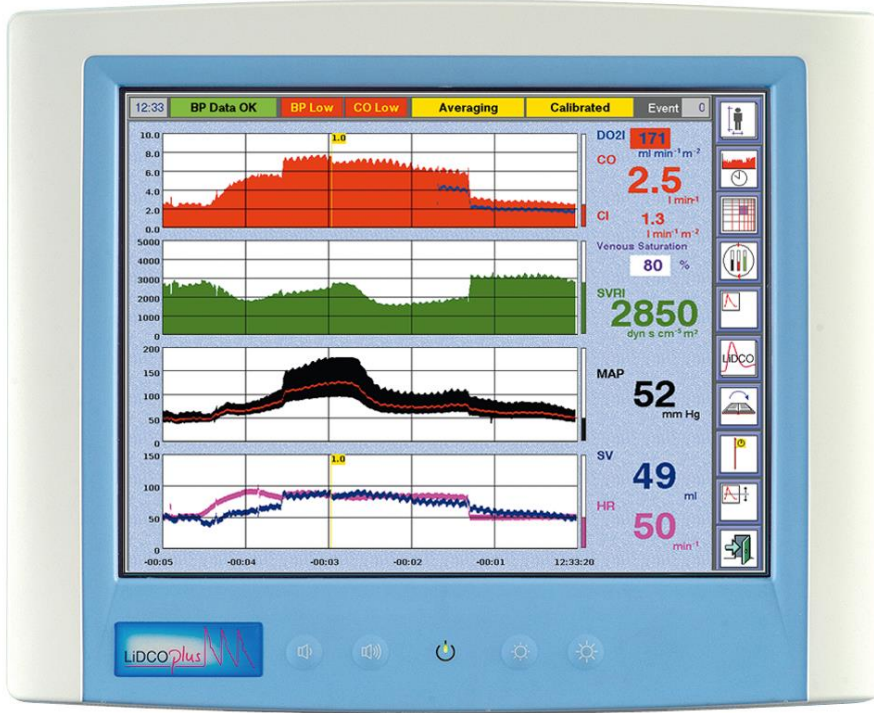 12:33 BP Data OK BP Low CO Low Averaging Calibrated Event 0
10.0
8.0
6.0
4.0
2.0
0.0
1.0
DO2I 171
ml min⁻¹ m⁻²
CO
2.5
l min⁻¹
CI 1.3
l min⁻¹ m⁻²
Venous Saturation
80 %
5000
4000
3000
2000
1000
0
SVRI
2850
dyn s cm⁻⁵ m²
200
150
100
50
0
MAP
52
mm Hg
150
100
50
0
1.0
SV
49
ml
HR
50
min⁻¹
-00:05 -00:04 -00:03 -00:02 -00:01 12:33:20
LiDCO
LiDCOplus